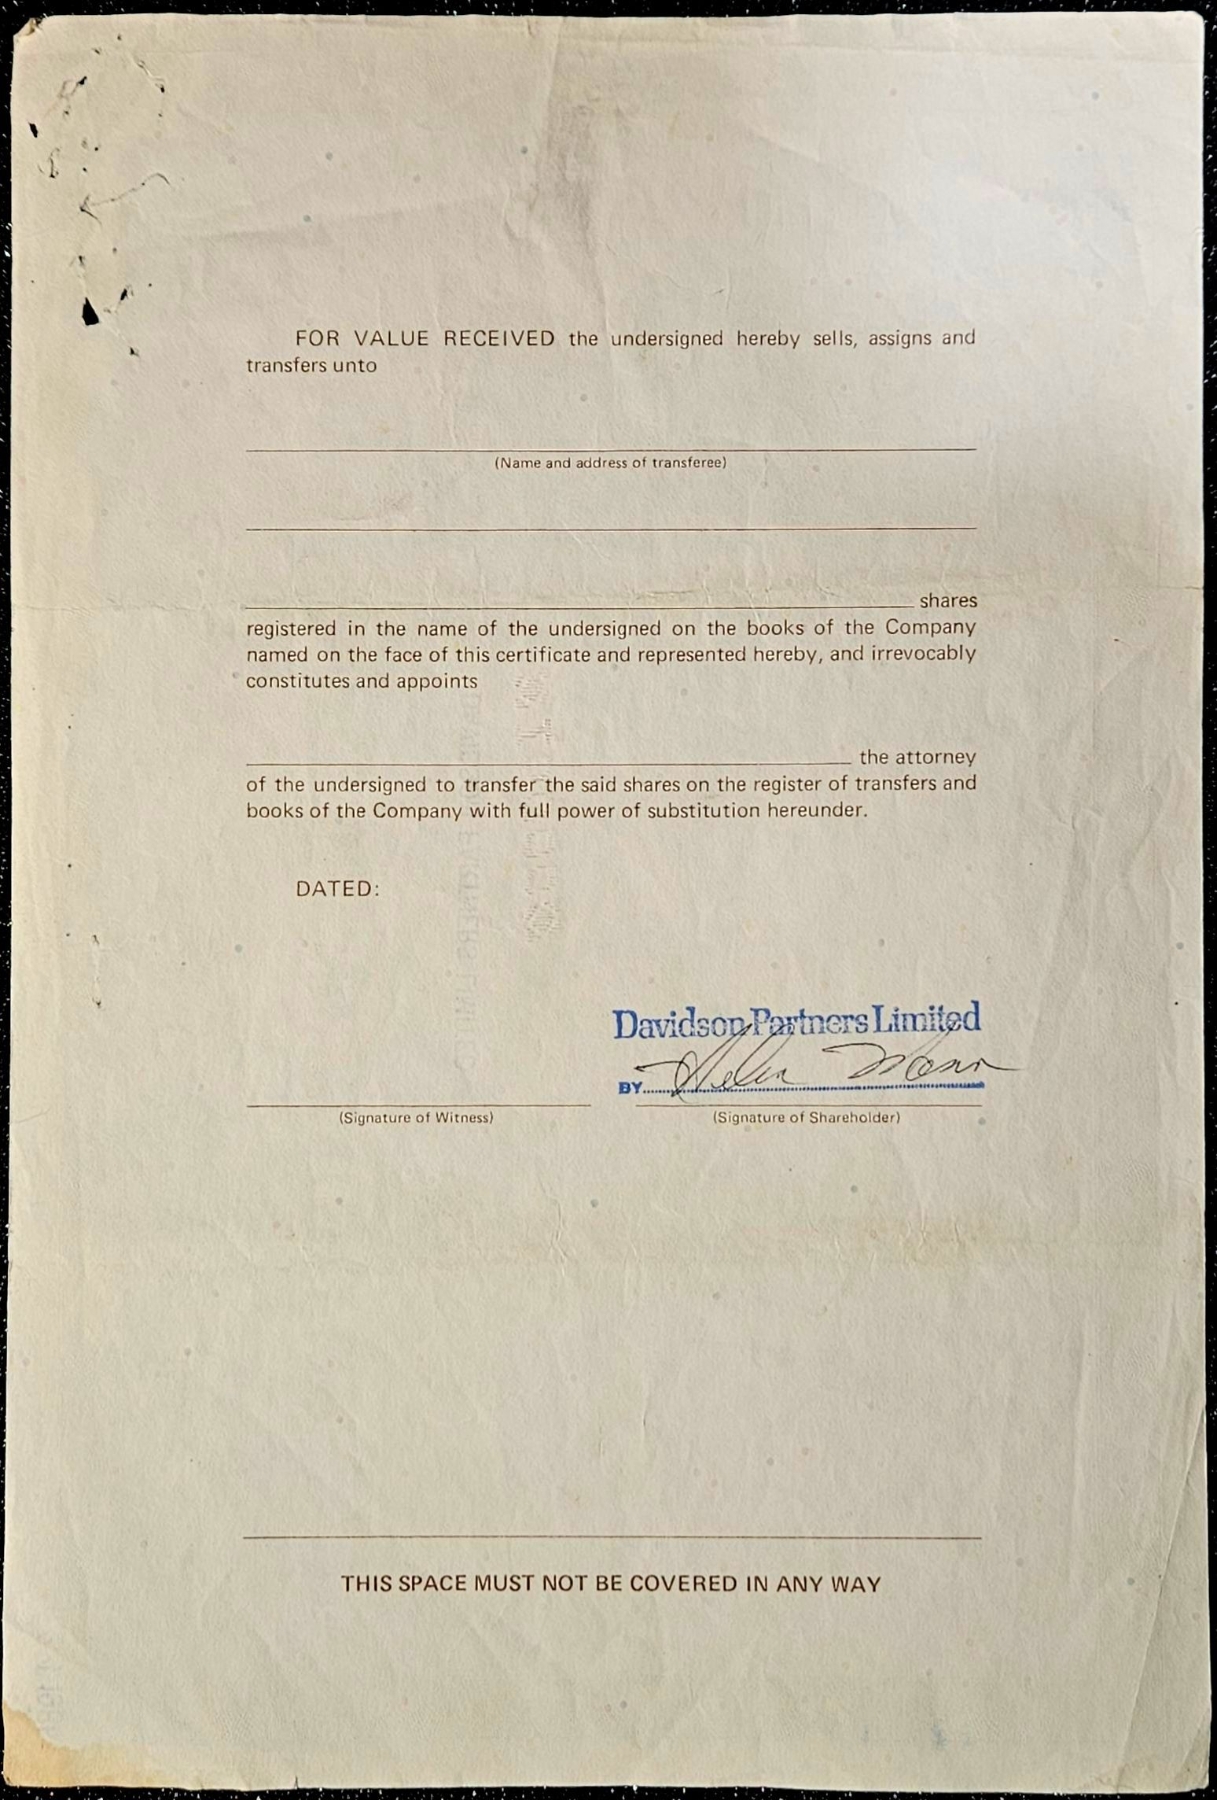 FOR VALUE RECEIVED the undersigned hereby sells, assigns and
transfers unto
(Name and address of transferee)
shares
registered in the name of the undersigned on the books of the Company
named on the face of this certificate and represented hereby, and irrevocably
constitutes and appoints
the attorney
of the undersigned to transfer the said shares on the register of transfers and
books of the Company with full power of substitution hereunder.
DATED:
Davidson Partners Limited
BY Helen
(Signature of Witness) (Signature of Shareholder)
THIS SPACE MUST NOT BE COVERED IN ANY WAY